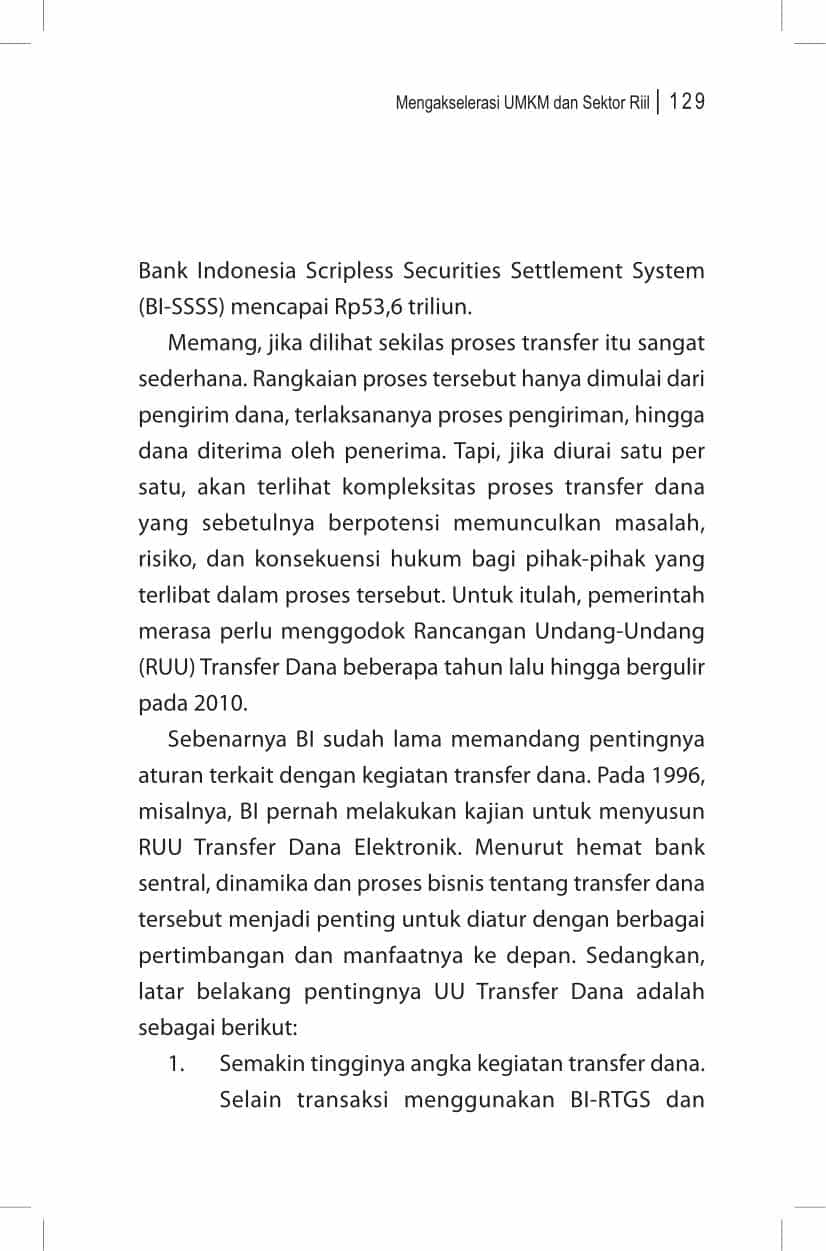 Mengakselerasi UMKM dan Sektor Riil | 129
Bank Indonesia Scripless Securities Settlement System
(BI-SSSS) mencapai Rp53,6 triliun.
Memang, jika dilihat sekilas proses transfer itu sangat
sederhana. Rangkaian proses tersebut hanya dimulai dari
pengirim dana, terlaksananya proses pengiriman, hingga
dana diterima oleh penerima. Tapi, jika diurai satu per
satu, akan terlihat kompleksitas proses transfer dana
yang sebetulnya berpotensi memunculkan masalah,
risiko, dan konsekuensi hukum bagi pihak-pihak yang
terlibat dalam proses tersebut. Untuk itulah, pemerintah
merasa perlu menggodok Rancangan Undang-Undang
(RUU) Transfer Dana beberapa tahun lalu hingga bergulir
pada 2010.
Sebenarnya BI sudah lama memandang pentingnya
aturan terkait dengan kegiatan transfer dana. Pada 1996,
misalnya, BI pernah melakukan kajian untuk menyusun
RUU Transfer Dana Elektronik. Menurut hemat bank
sentral, dinamika dan proses bisnis tentang transfer dana
tersebut menjadi penting untuk diatur dengan berbagai
pertimbangan dan manfaatnya ke depan. Sedangkan,
latar belakang pentingnya UU Transfer Dana adalah
sebagai berikut:
1. Semakin tingginya angka kegiatan transfer dana.
Selain transaksi menggunakan BI-RTGS dan